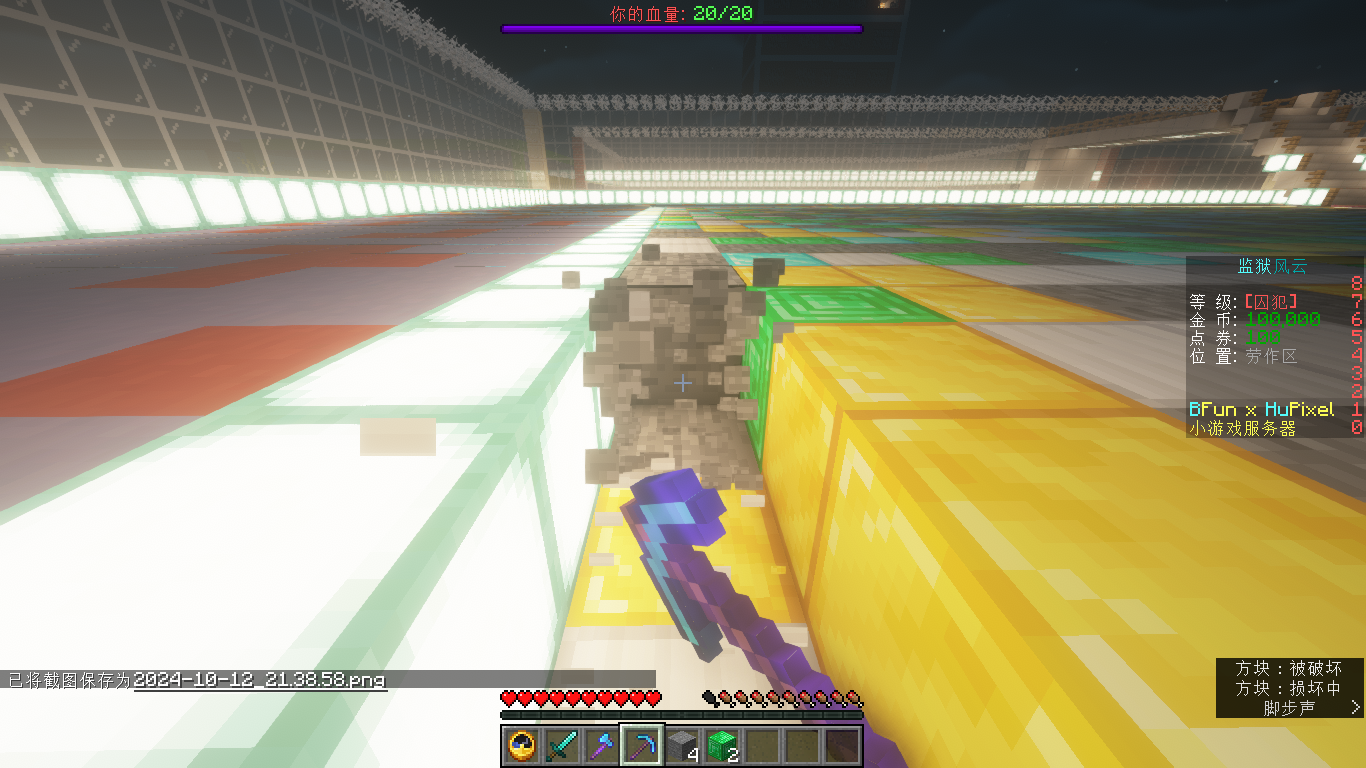 你的血量: 20/20
监狱风云
等 级: [囚犯]
金 币: 100,000
点 券: 100
位 置: 劳作区
BFun x HuPixel
小游戏服务器
8
7
6
5
4
3
2
1
0
已将截图保存为2024-10-12_21.38.58.png
方块：被破坏
方块：损坏中
脚步声 >
4
2